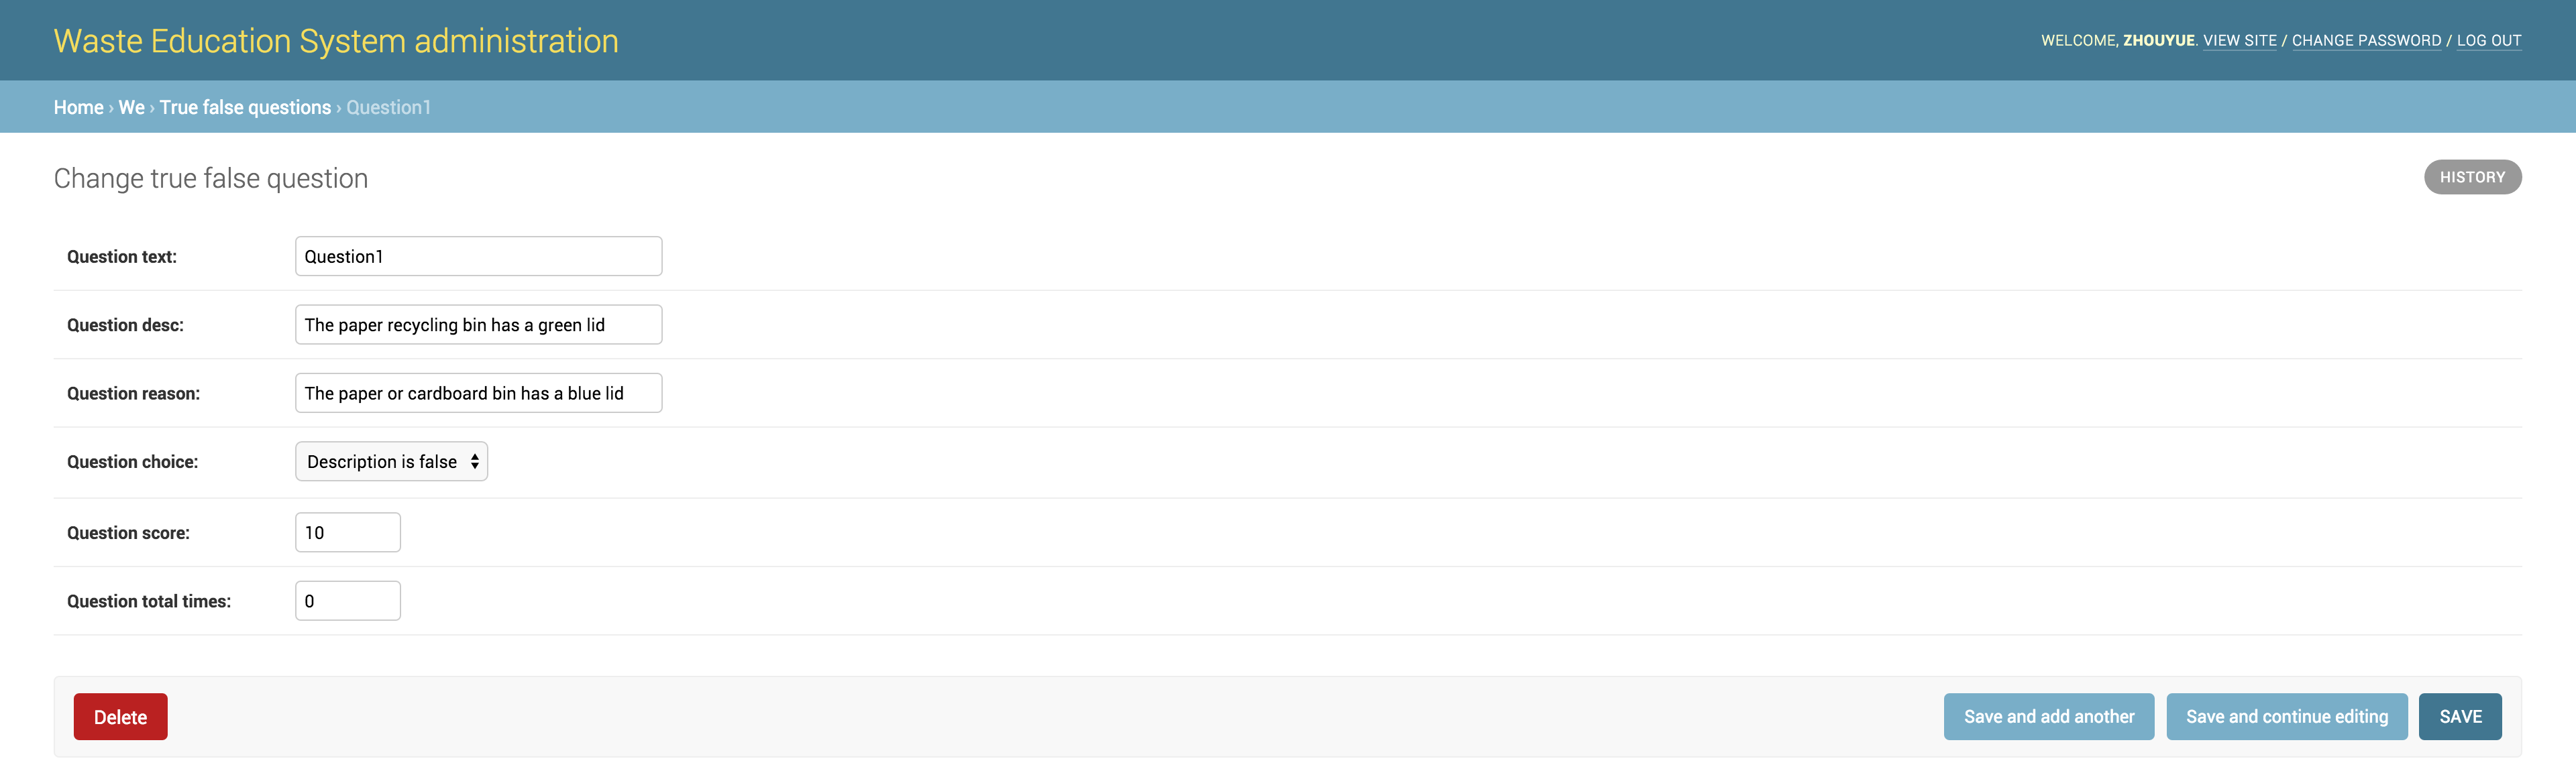 Waste Education System administration
WELCOME, ZHOUYUE. VIEW SITE / CHANGE PASSWORD / LOG OUT
Home › We › True false questions › Question1
Change true false question
HISTORY
Question text: Question1
Question desc: The paper recycling bin has a green lid
Question reason: The paper or cardboard bin has a blue lid
Question choice: Description is false
Question score: 10
Question total times: 0
Delete Save and add another Save and continue editing SAVE